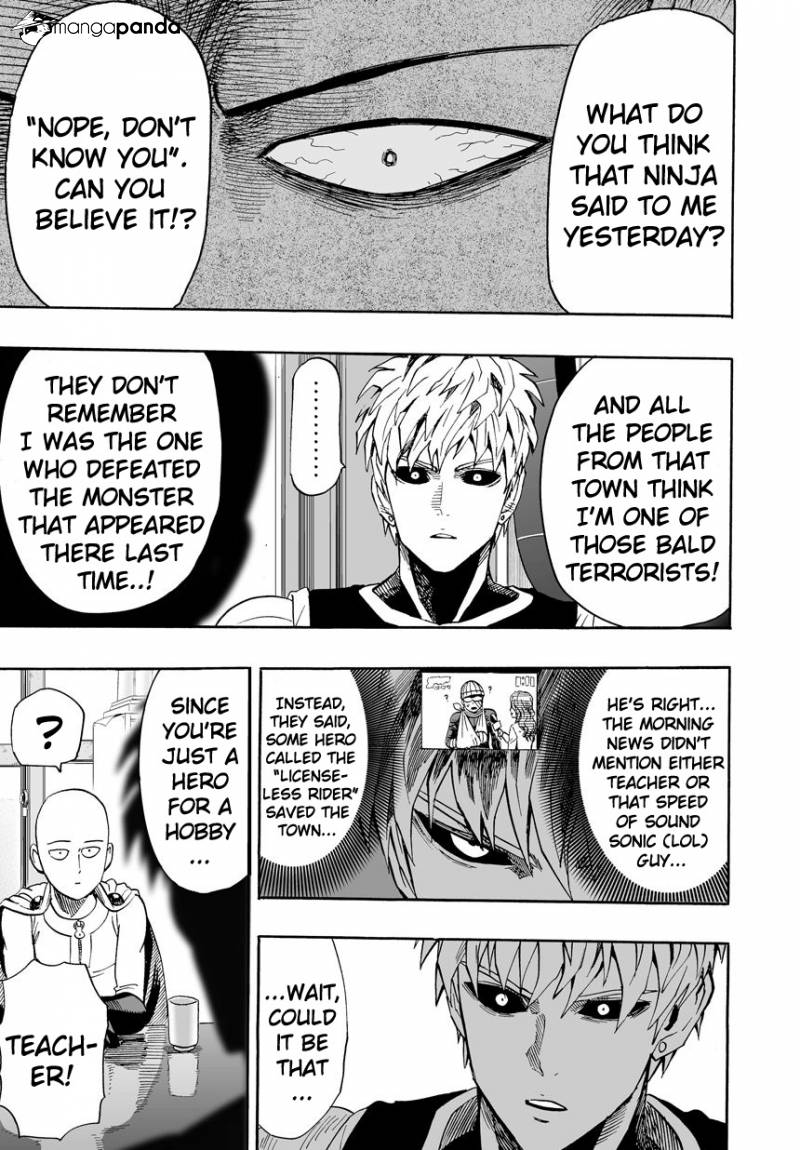 mangapanda
WHAT DO
YOU THINK
THAT NINJA
SAID TO ME
YESTERDAY?
"NOPE, DON'T
KNOW YOU".
CAN YOU
BELIEVE IT!?
AND ALL
THE PEOPLE
FROM THAT
TOWN THINK
I'M ONE OF
THOSE BALD
TERRORISTS!
........
THEY DON'T
REMEMBER
I WAS THE ONE
WHO DEFEATED
THE MONSTER
THAT APPEARED
THERE LAST
TIME..!
HE'S RIGHT...
THE MORNING
NEWS DIDN'T
MENTION EITHER
TEACHER OR
THAT SPEED
OF SOUND
SONIC (LOL)
GUY...
INSTEAD,
THEY SAID,
SOME HERO
CALLED THE
"LICENSE-
LESS RIDER"
SAVED THE
TOWN...
...WAIT,
COULD
IT BE
THAT
...
SINCE
YOU'RE
JUST A
HERO
FOR A
HOBBY
...
?
TEACH-
ER!